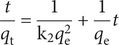 t/q_t = 1/(k_2 q_e^2) + 1/q_e t